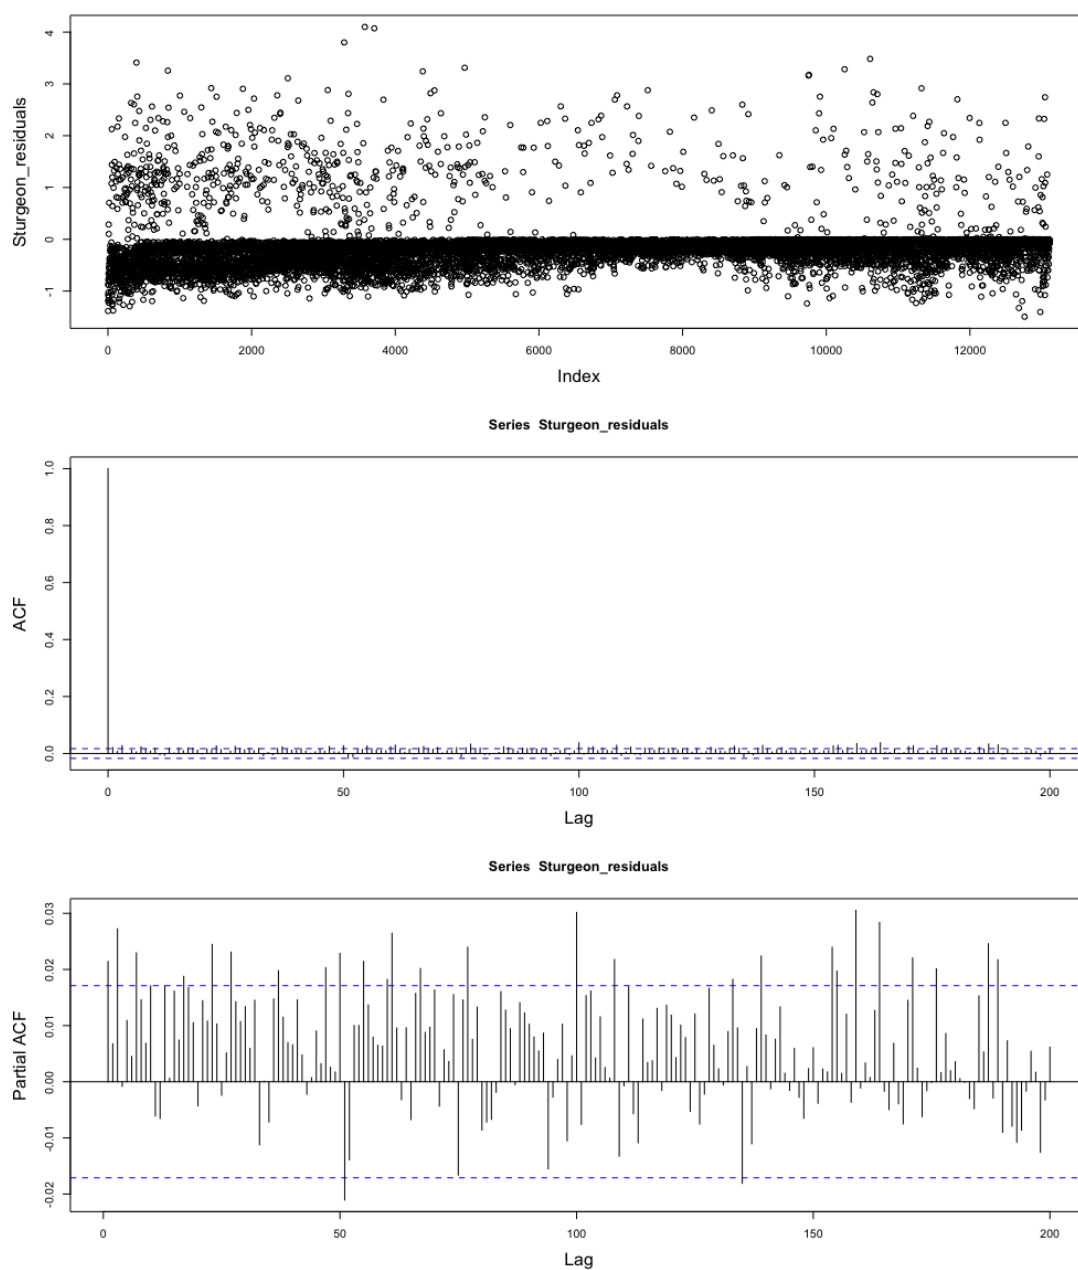 Sturgeon_residuals
4
3
2
1
0
-1
0 2000 4000 6000 8000 10000 12000
Index
Series Sturgeon_residuals
ACF
1.0
0.8
0.6
0.4
0.2
0.0
0 50 100 150 200
Lag
Series Sturgeon_residuals
Partial ACF
0.03
0.02
0.01
0.00
-0.01
-0.02
0 50 100 150 200
Lag